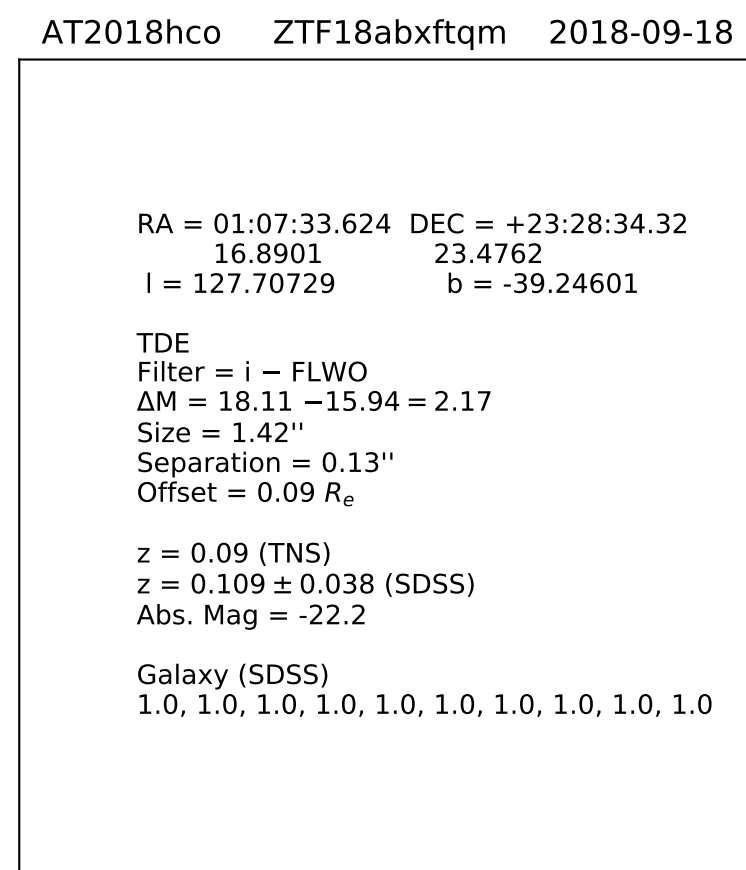 AT2018hco ZTF18abxftqm 2018-09-18
RA = 01:07:33.624 DEC = +23:28:34.32
16.8901 23.4762
l = 127.70729 b = -39.24601
TDE
Filter = i − FLWO
ΔM = 18.11 −15.94 = 2.17
Size = 1.42''
Separation = 0.13''
Offset = 0.09 Rₑ
z = 0.09 (TNS)
z = 0.109 ± 0.038 (SDSS)
Abs. Mag = -22.2
Galaxy (SDSS)
1.0, 1.0, 1.0, 1.0, 1.0, 1.0, 1.0, 1.0, 1.0, 1.0